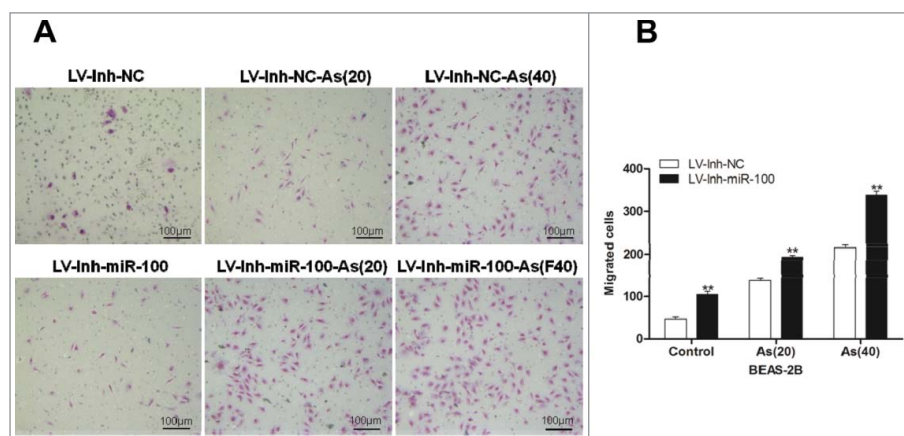 A
LV-Inh-NC
LV-Inh-NC-As(20)
LV-Inh-NC-As(40)
100μm
100μm
100μm
LV-Inh-miR-100
LV-Inh-miR-100-As(20)
LV-Inh-miR-100-As(F40)
100μm
100μm
100μm
B
LV-Inh-NC
LV-Inh-miR-100
Migrated cells
400
300
200
100
0
**
**
**
Control
As(20)
As(40)
BEAS-2B